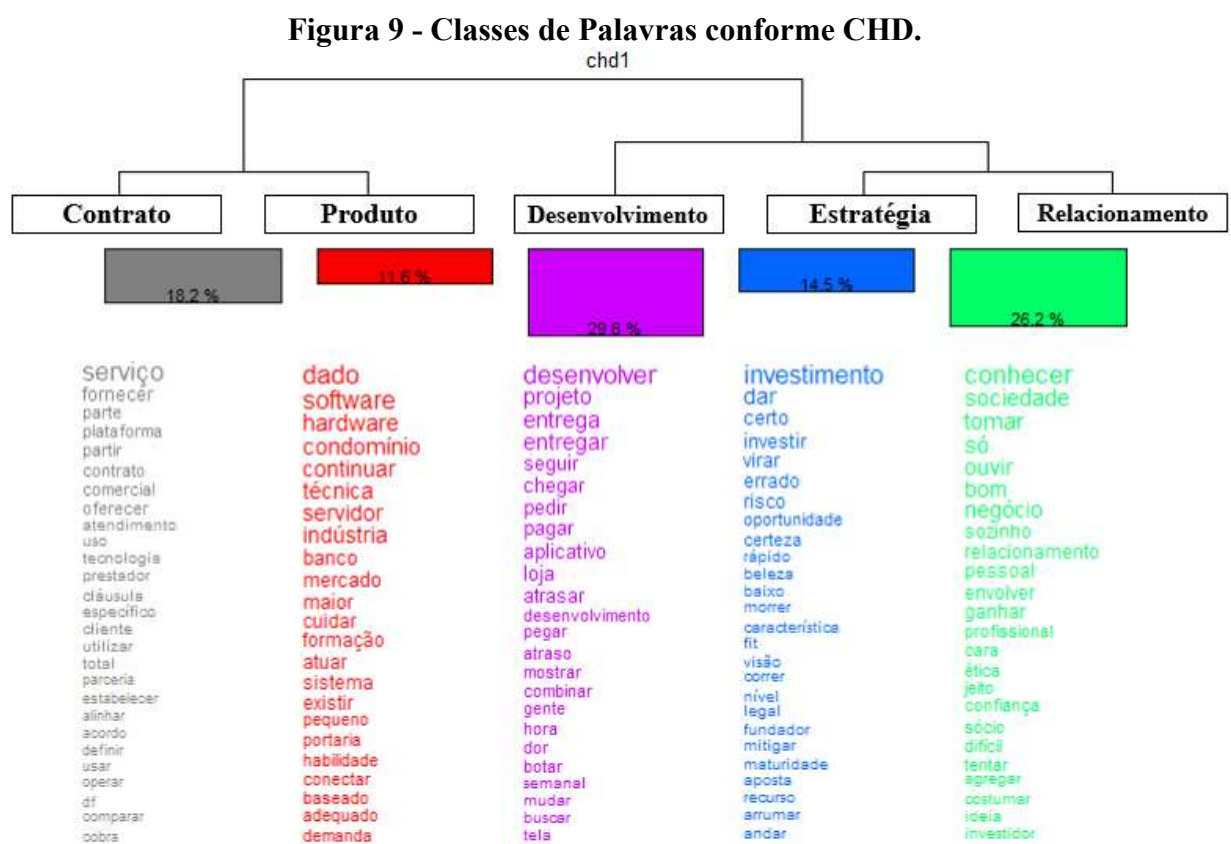 Figura 9 - Classes de Palavras conforme CHD.
chd1
Contrato
Produto
Desenvolvimento
Estratégia
Relacionamento
18.2 %
11.6 %
29.8 %
14.5 %
26.2 %
serviço
fornecer
parte
plataforma
partir
contrato
comercial
oferecer
atendimento
uso
tecnologia
prestador
cláusula
específico
cliente
utilizar
total
parceria
estabelecer
alinhar
acordo
definir
usar
operar
df
comparar
cobra
dado
software
hardware
condomínio
continuar
técnica
servidor
indústria
banco
mercado
maior
cuidar
formação
atuar
sistema
existir
pequeno
portaria
habilidade
conectar
baseado
adequado
demanda
desenvolver
projeto
entrega
entregar
seguir
chegar
pedir
pagar
aplicativo
loja
atrasar
desenvolvimento
pegar
atraso
mostrar
combinar
gente
hora
dor
botar
semanal
mudar
buscar
tela
investimento
dar
certo
investir
virar
errado
risco
oportunidade
certeza
rápido
beleza
baixo
morrer
característica
fit
visão
correr
nível
legal
fundador
mitigar
maturidade
aposta
recurso
arrumar
andar
conhecer
sociedade
tomar
só
ouvir
bom
negócio
sozinho
relacionamento
pessoal
envolver
ganhar
profissional
cara
ética
jeito
confiança
sócio
difícil
tentar
agregar
costumar
ideia
investidor